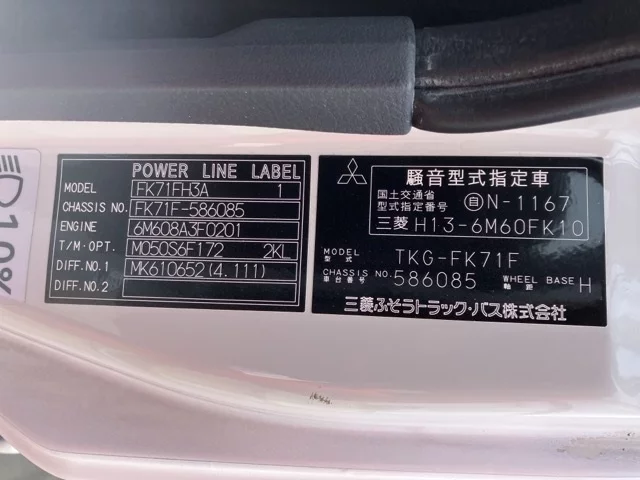 10%
POWER LINE LABEL
MODEL FK71FH3A 1
CHASSIS NO. FK71F-586085
ENGINE 6M608A3F0201
T/M.OPT. M050S6F172 2KL
DIFF.NO.1 MK610652(4.111)
DIFF.NO.2
騒音型式指定車
国土交通省
型式指定番号 自N-1167
三菱 H13-6M60FK10
MODEL
型式 TKG-FK71F
CHASSIS NO.
車台番号 586085 WHEEL BASE
軸距 H
三菱ふそうトラック・バス株式会社